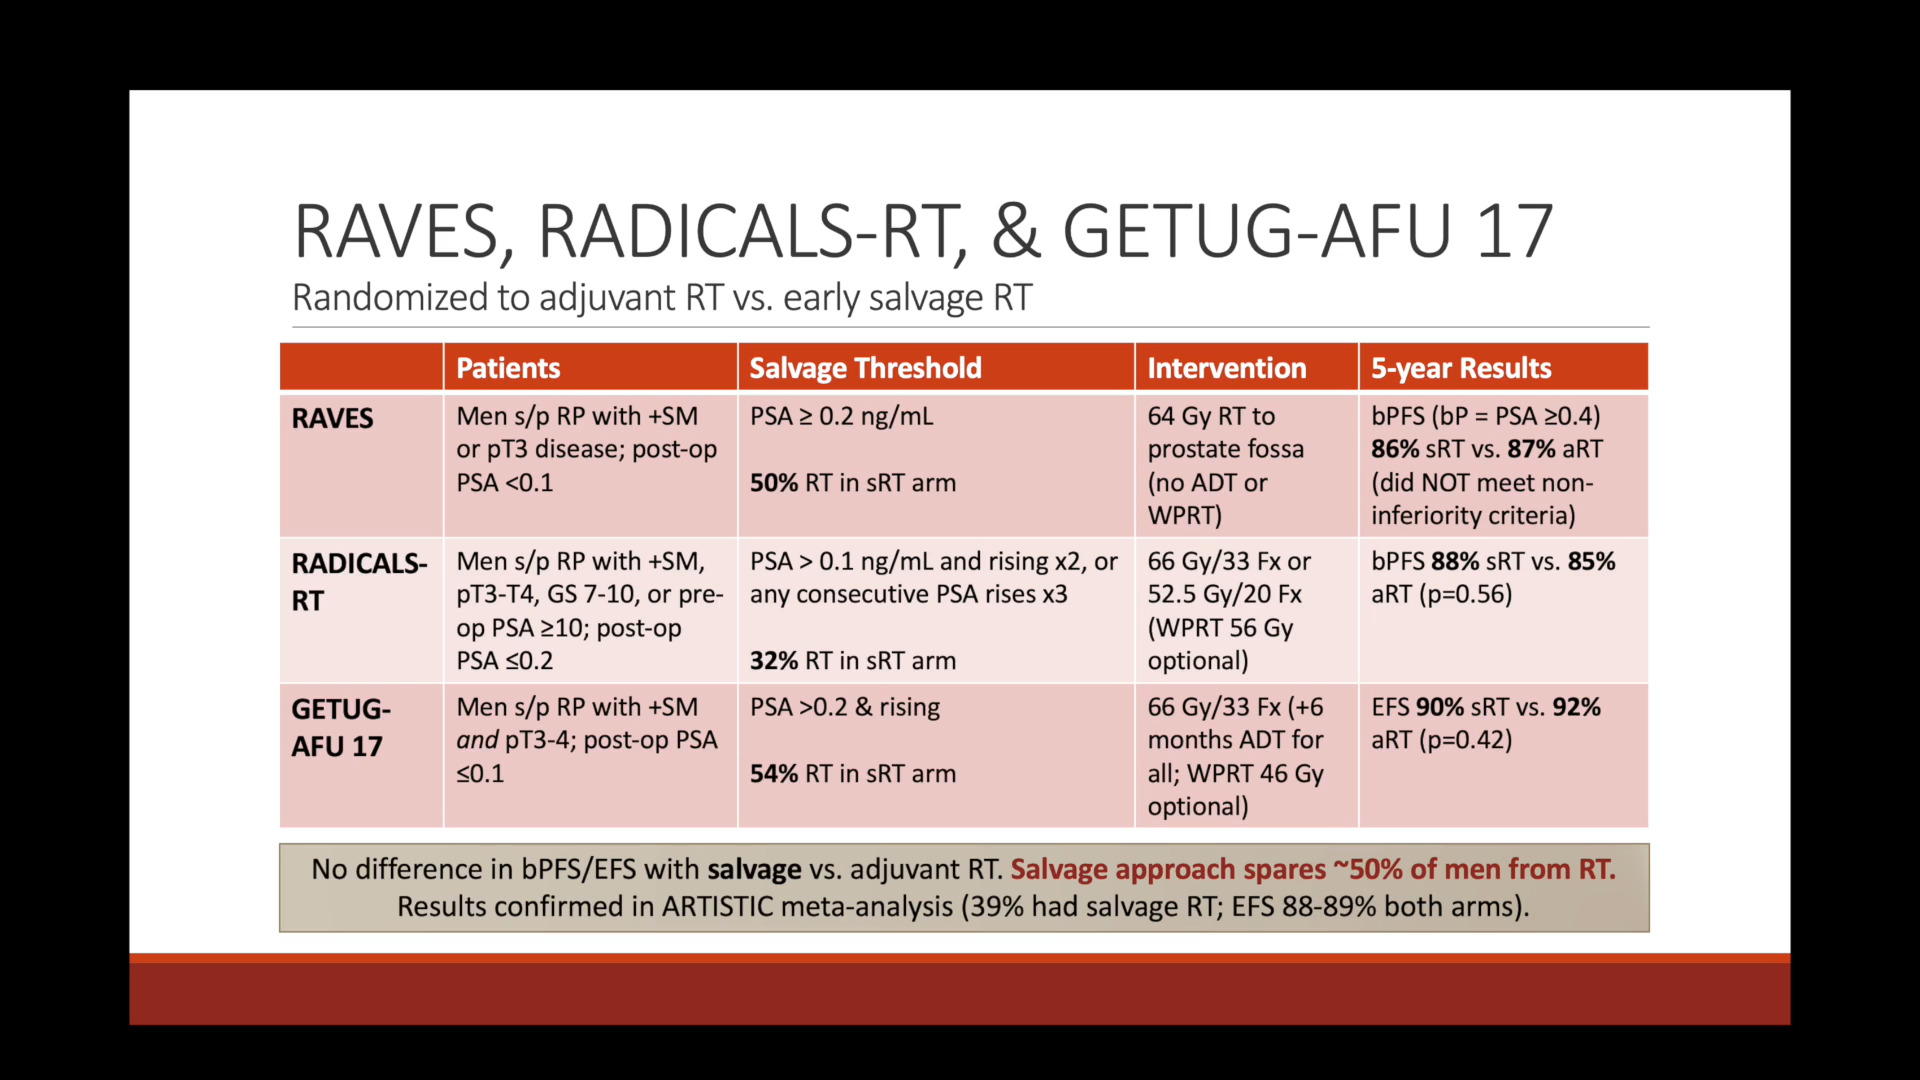 RAVES, RADICALS-RT, & GETUG-AFU 17
Randomized to adjuvant RT vs. early salvage RT
Patients
Salvage Threshold
Intervention
5-year Results
RAVES
Men s/p RP with +SM
or pT3 disease; post-op
PSA <0.1
PSA ≥ 0.2 ng/mL
50% RT in sRT arm
64 Gy RT to
prostate fossa
(no ADT or
WPRT)
bPFS (bP = PSA ≥0.4)
86% sRT vs. 87% aRT
(did NOT meet non-
inferiority criteria)
RADICALS-
RT
Men s/p RP with +SM,
pT3-T4, GS 7-10, or pre-
op PSA ≥10; post-op
PSA ≤0.2
PSA > 0.1 ng/mL and rising x2, or
any consecutive PSA rises x3
32% RT in sRT arm
66 Gy/33 Fx or
52.5 Gy/20 Fx
(WPRT 56 Gy
optional)
bPFS 88% sRT vs. 85%
aRT (p=0.56)
GETUG-
AFU 17
Men s/p RP with +SM
and pT3-4; post-op PSA
≤0.1
PSA >0.2 & rising
54% RT in sRT arm
66 Gy/33 Fx (+6
months ADT for
all; WPRT 46 Gy
optional)
EFS 90% sRT vs. 92%
aRT (p=0.42)
No difference in bPFS/EFS with salvage vs. adjuvant RT. Salvage approach spares ~50% of men from RT.
Results confirmed in ARTISTIC meta-analysis (39% had salvage RT; EFS 88-89% both arms).